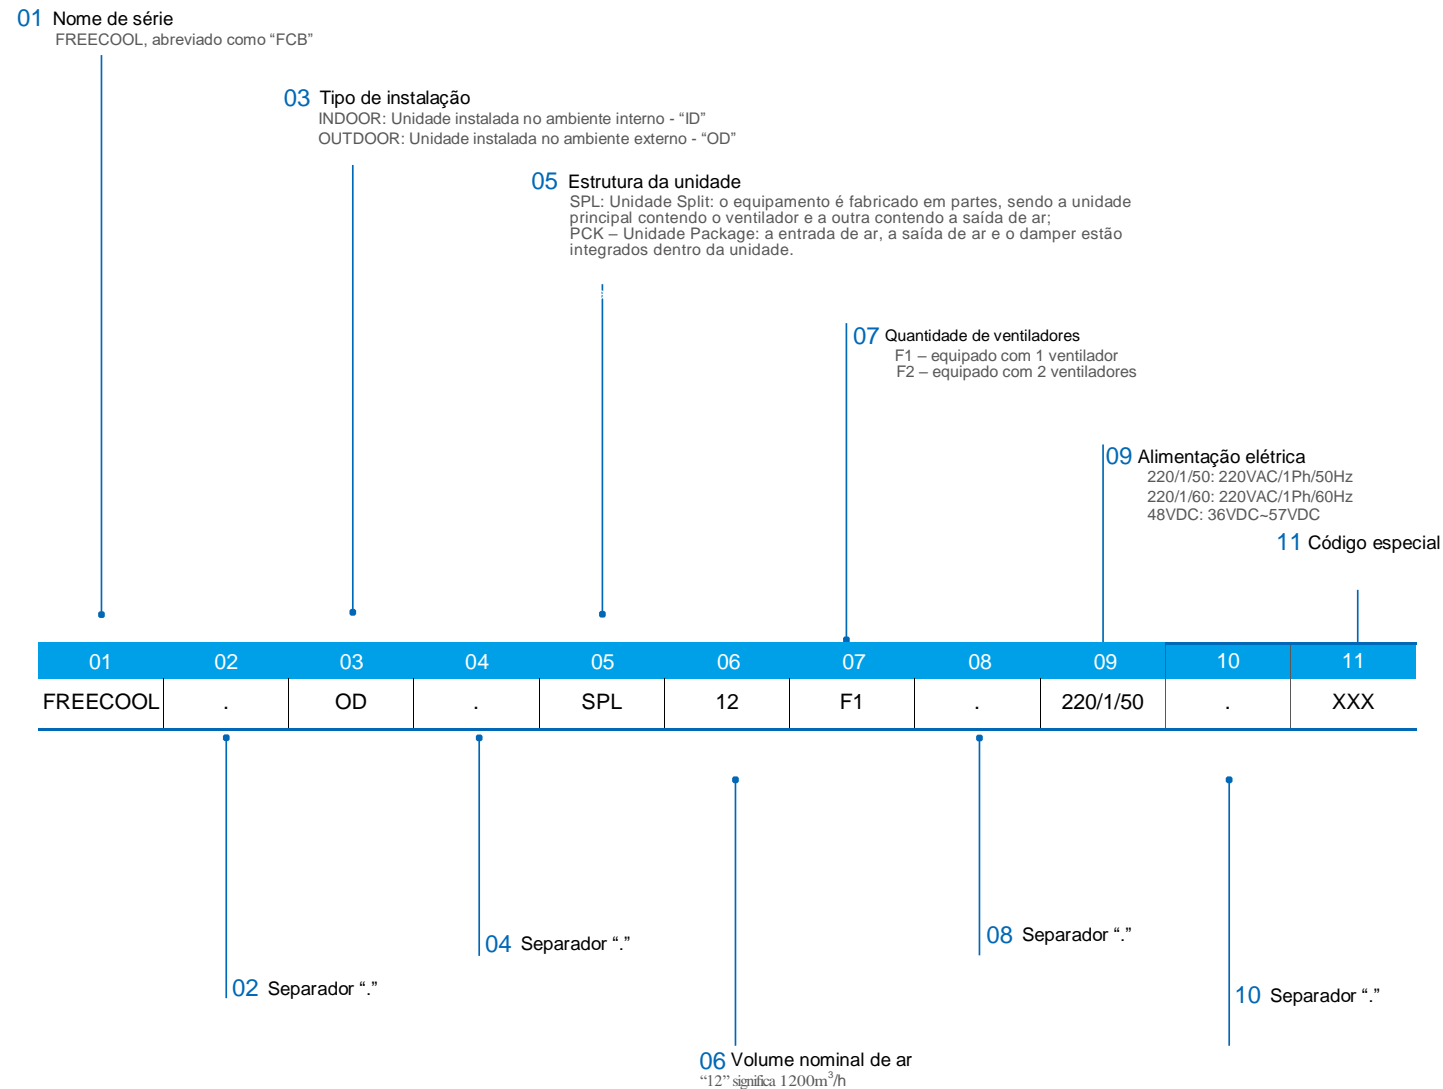 01 Nome de série
FREECOOL, abreviado como “FCB”
03 Tipo de instalação
INDOOR: Unidade instalada no ambiente interno - “ID”
OUTDOOR: Unidade instalada no ambiente externo - “OD”
05 Estrutura da unidade
SPL: Unidade Split: o equipamento é fabricado em partes, sendo a unidade
principal contendo o ventilador e a outra contendo a saída de ar;
PCK – Unidade Package: a entrada de ar, a saída de ar e o damper estão
integrados dentro da unidade.
07 Quantidade de ventiladores
F1 – equipado com 1 ventilador
F2 – equipado com 2 ventiladores
09 Alimentação elétrica
220/1/50: 220VAC/1Ph/50Hz
220/1/60: 220VAC/1Ph/60Hz
48VDC: 36VDC~57VDC
11 Código especial
01 02 03 04 05 06 07 08 09 10 11
FREECOOL . OD . SPL 12 F1 . 220/1/50 . XXX
08 Separador “.”
04 Separador “.”
02 Separador “.”
10 Separador “.”
06 Volume nominal de ar
“12” significa 1200m³/h